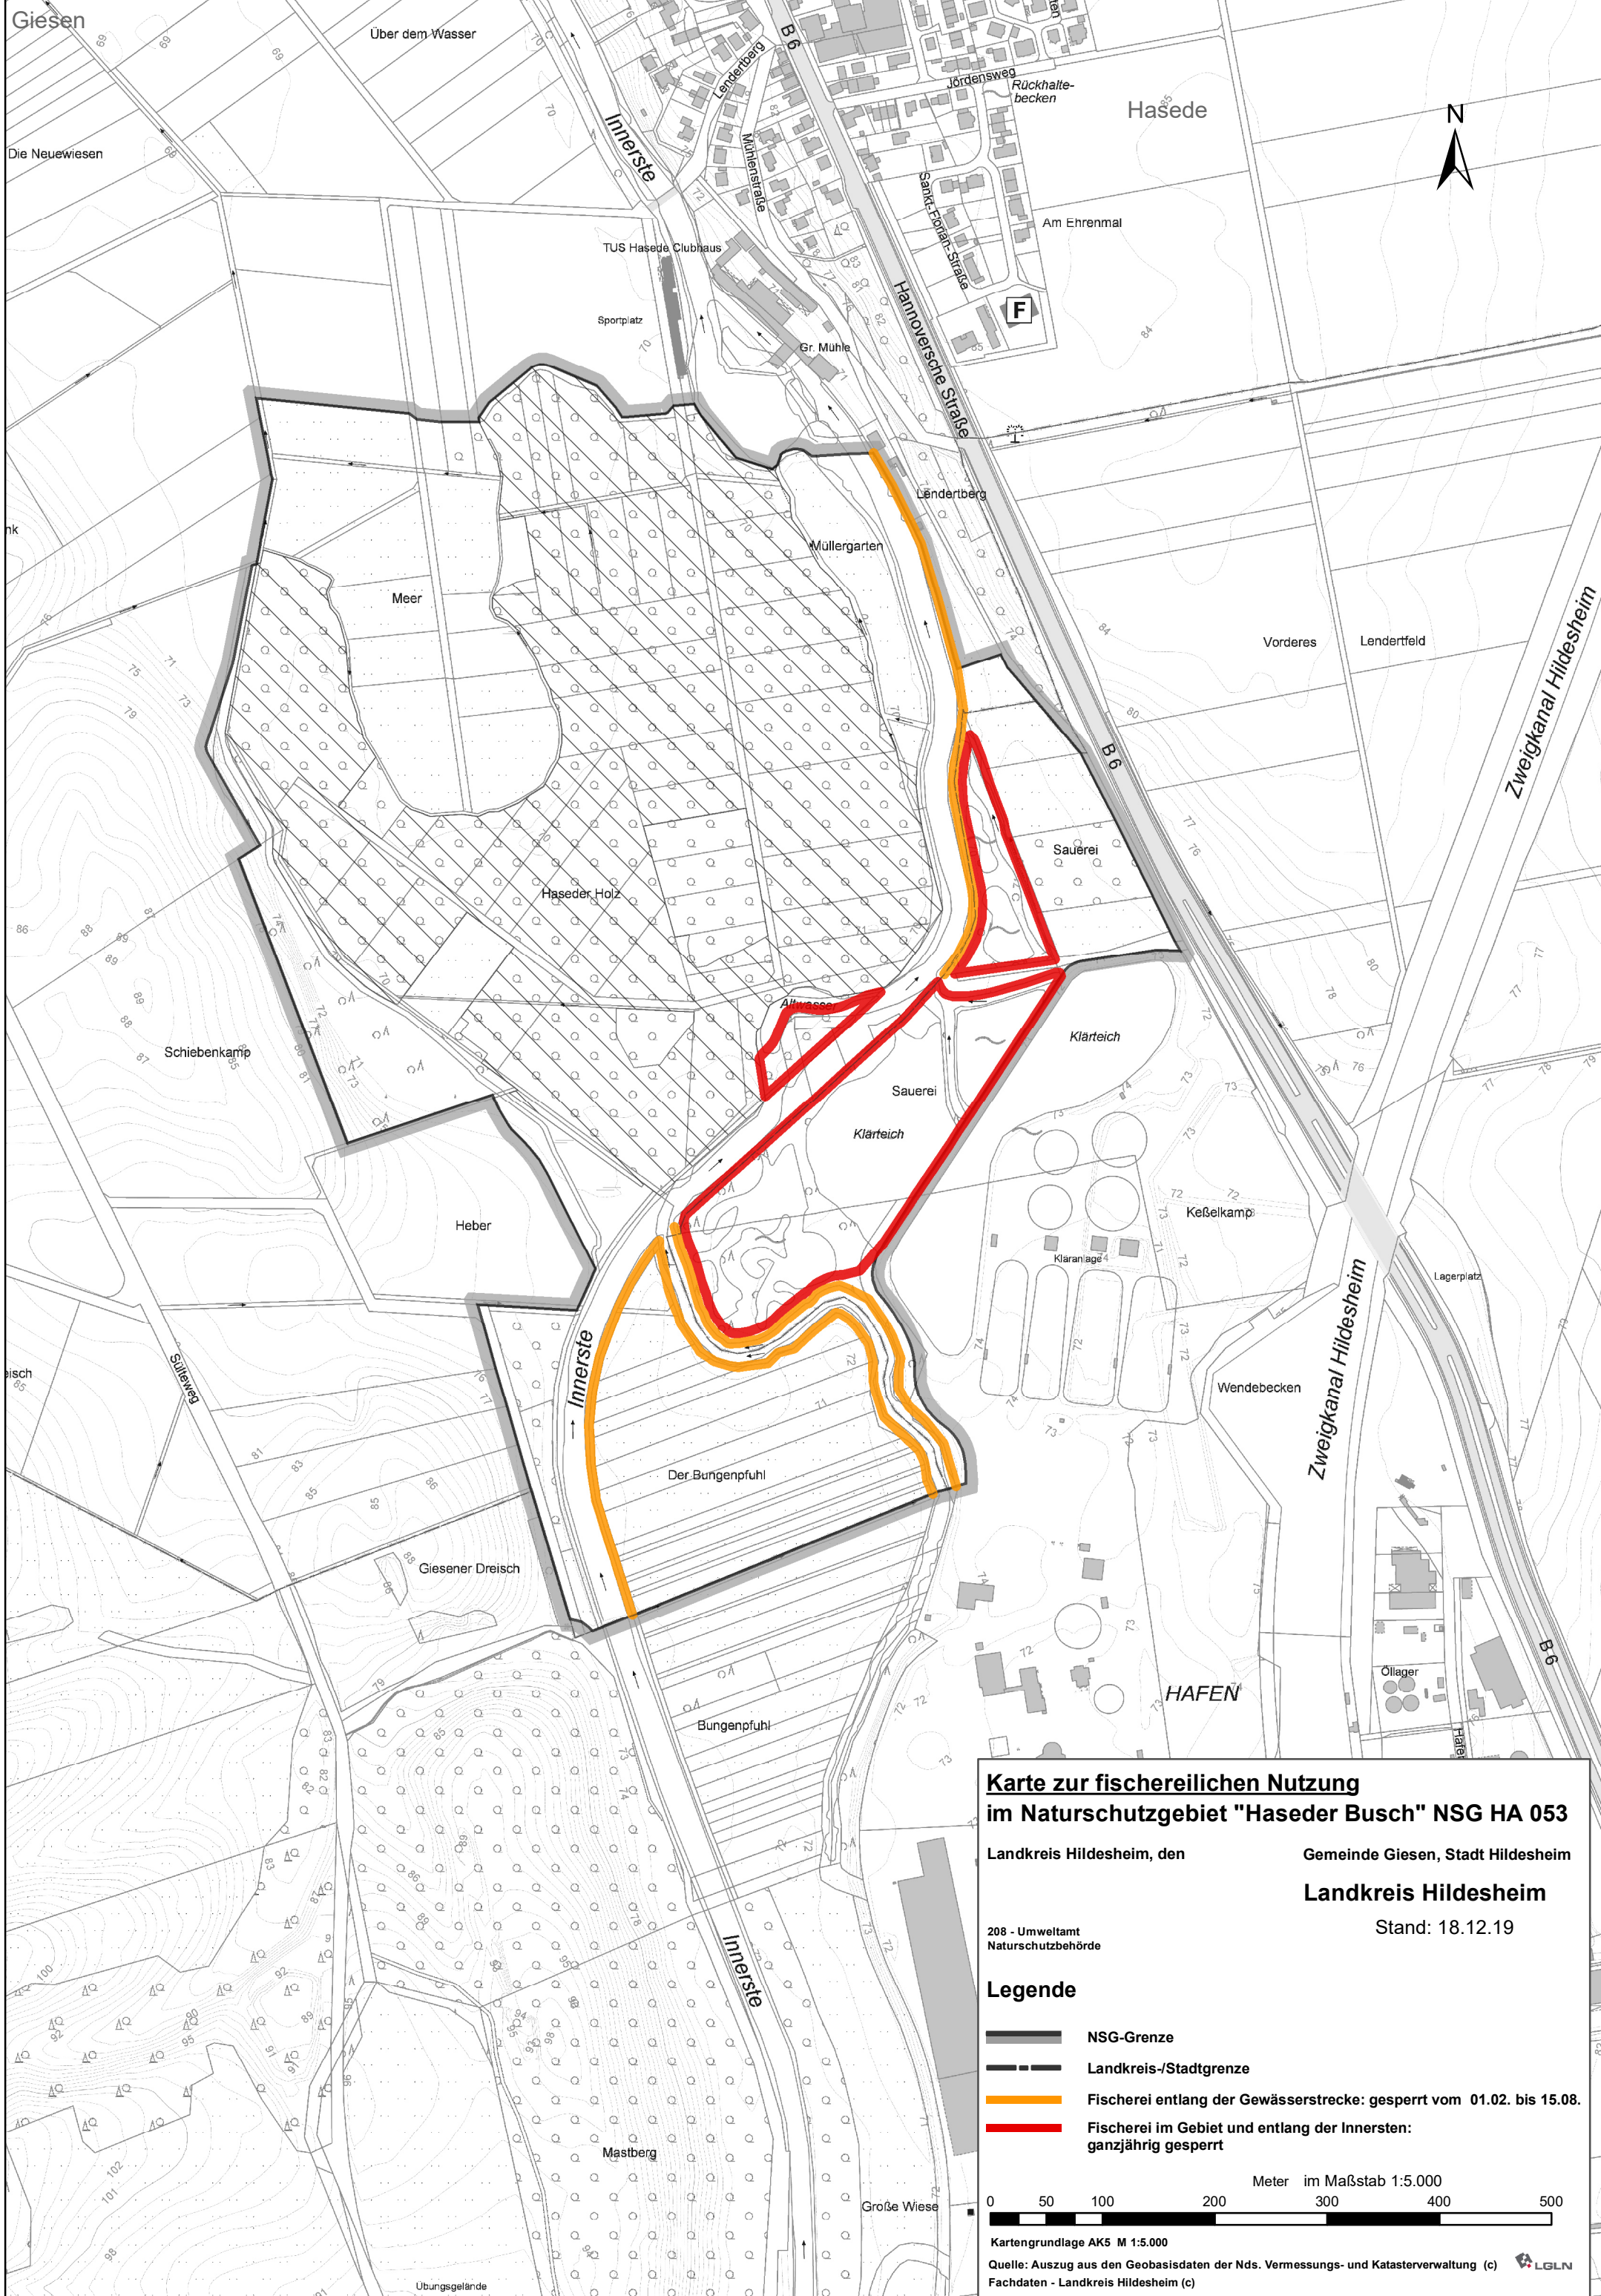 Giesen
Über dem Wasser
B 6
Lendertberg
Jördensweg
Rückhalte-
becken
Hasede
N
Die Neuewiesen
Innerste
Mühlenstraße
Sankt-Florian-Straße
Am Ehrenmal
TUS Hasede Clubhaus
Sportplatz
Gr. Mühle
F
Hannoversche Straße
Lendertberg
Müllergarten
Meer
Vorderes
Lendertfeld
Zweigkanal Hildesheim
B 6
Sauerei
Haseder Holz
Altwasser
Klärteich
Schiebenkamp
Sauerei
Klärteich
Heber
Keßelkamp
Kläranlage
Lagerplatz
Innerste
Sülteweg
Zweigkanal Hildesheim
Wendebecken
Der Bungenpfuhl
Giesener Dreisch
B 6
Öllager
HAFEN
Bungenpfuhl
Innerste
Mastberg
Große Wiese
Übungsgelände
Karte zur fischereilichen Nutzung
im Naturschutzgebiet "Haseder Busch" NSG HA 053
Landkreis Hildesheim, den
Gemeinde Giesen, Stadt Hildesheim
Landkreis Hildesheim
Stand: 18.12.19
208 - Umweltamt
Naturschutzbehörde
Legende
NSG-Grenze
Landkreis-/Stadtgrenze
Fischerei entlang der Gewässerstrecke: gesperrt vom 01.02. bis 15.08.
Fischerei im Gebiet und entlang der Innersten:
ganzjährig gesperrt
Meter im Maßstab 1:5.000
0 50 100 200 300 400 500
Kartengrundlage AK5 M 1:5.000
Quelle: Auszug aus den Geobasisdaten der Nds. Vermessungs- und Katasterverwaltung (c)
LGLN
Fachdaten - Landkreis Hildesheim (c)